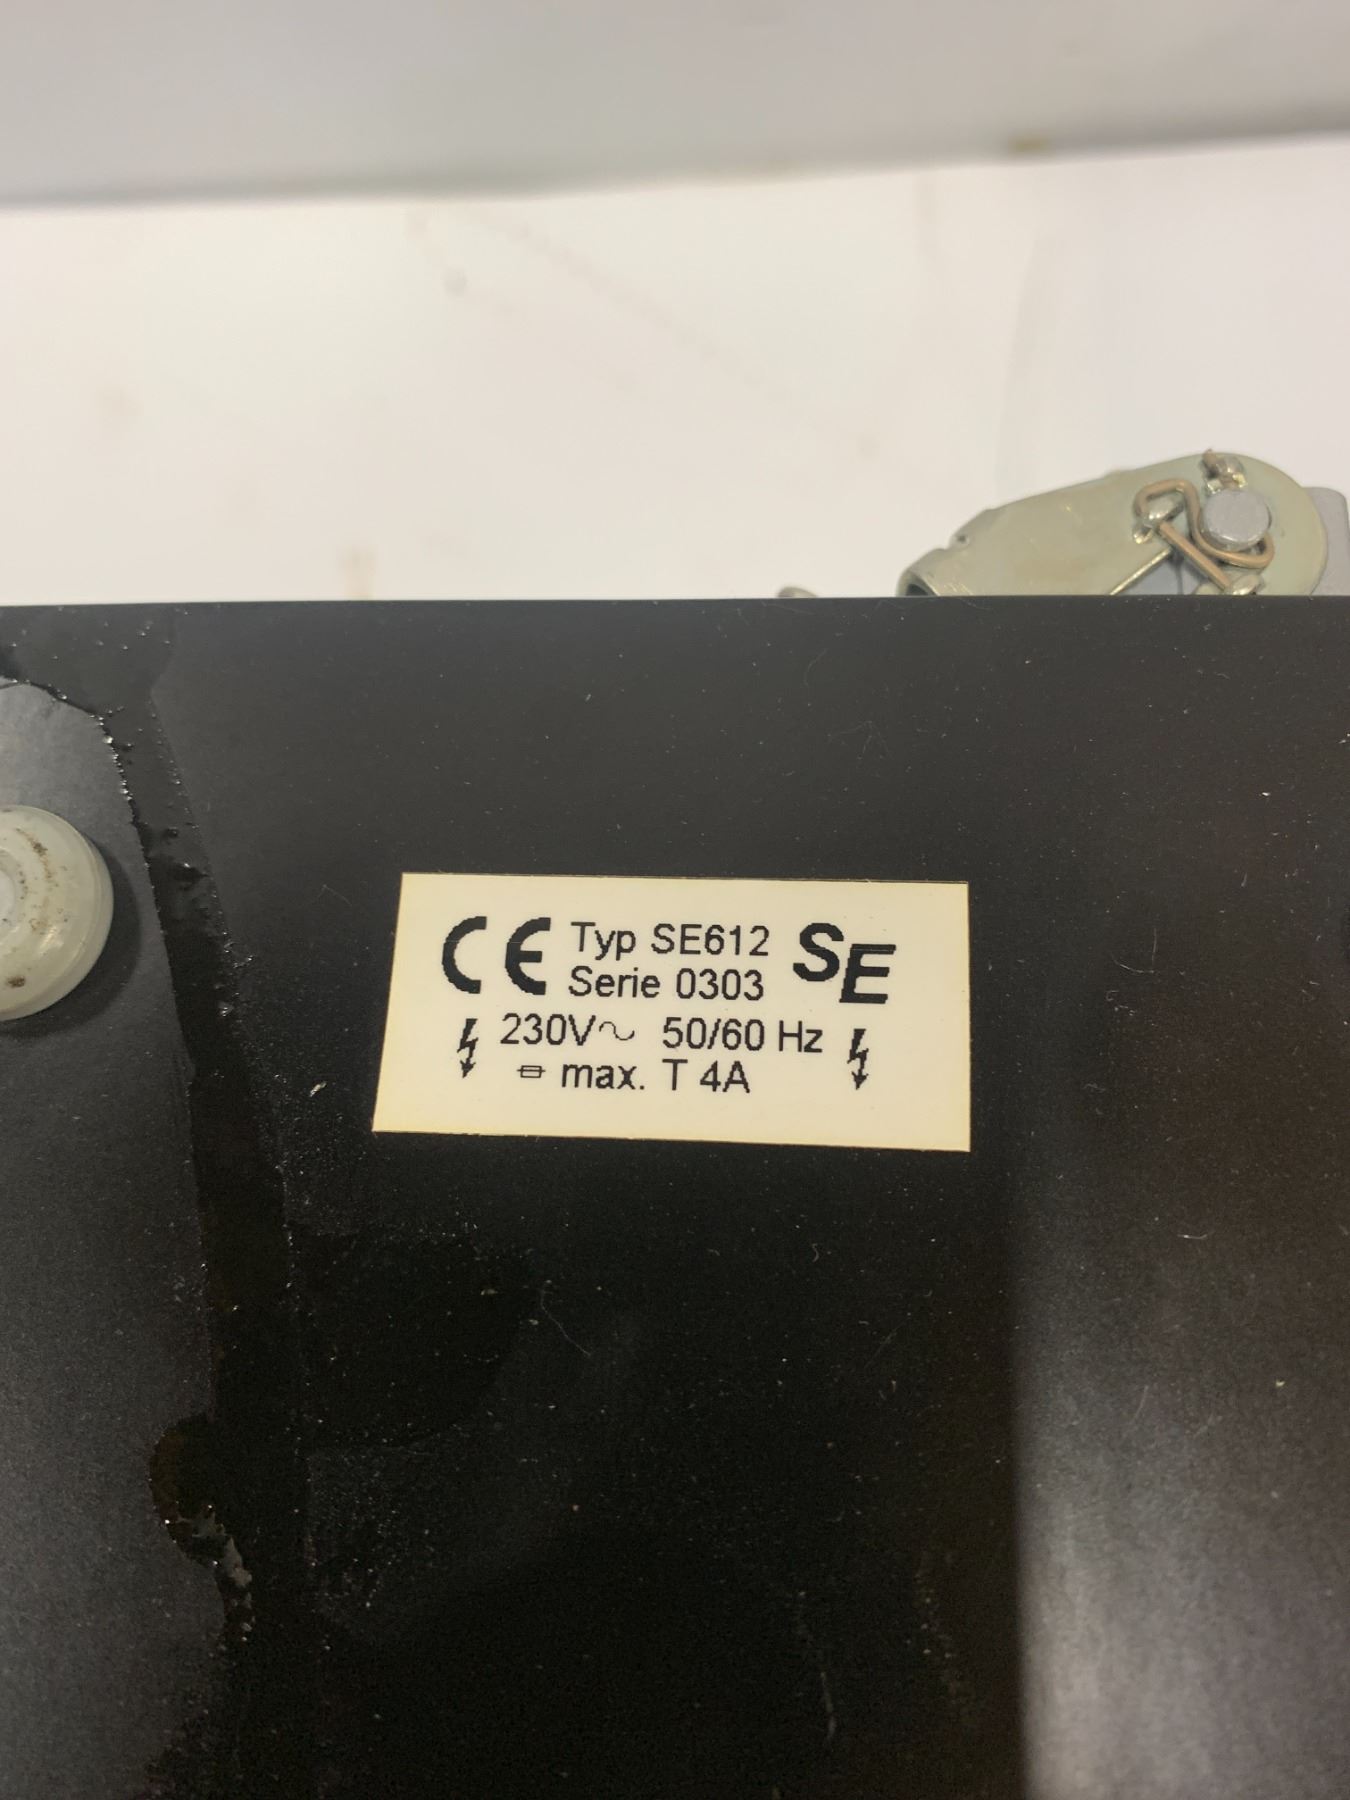 CE Typ SE612 SE
Serie 0303
230V~ 50/60 Hz
max. T 4A